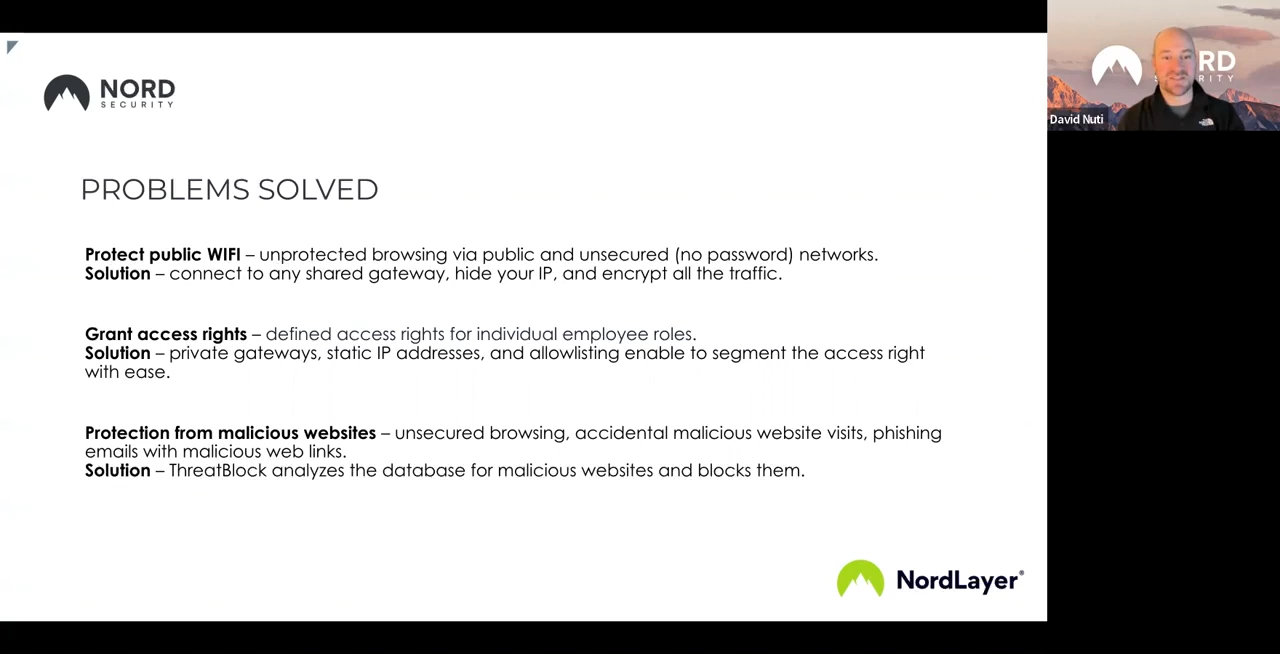 NORD
SECURITY
PROBLEMS SOLVED
Protect public WIFI – unprotected browsing via public and unsecured (no password) networks.
Solution – connect to any shared gateway, hide your IP, and encrypt all the traffic.
Grant access rights – defined access rights for individual employee roles.
Solution – private gateways, static IP addresses, and allowlisting enable to segment the access right
with ease.
Protection from malicious websites – unsecured browsing, accidental malicious website visits, phishing
emails with malicious web links.
Solution – ThreatBlock analyzes the database for malicious websites and blocks them.
NordLayer®
RD
RITY
David Nuti